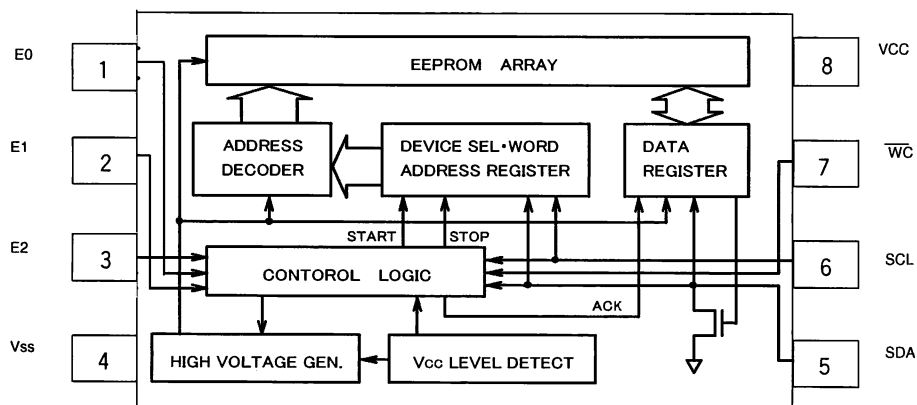 E0
1
EEPROM ARRAY
8
VCC
E1
2
ADDRESS
DECODER
DEVICE SEL・WORD
ADDRESS REGISTER
DATA
REGISTER
7
W̅C̅
START
STOP
E2
3
CONTOROL LOGIC
6
SCL
ACK
Vss
4
HIGH VOLTAGE GEN.
Vcc LEVEL DETECT
5
SDA